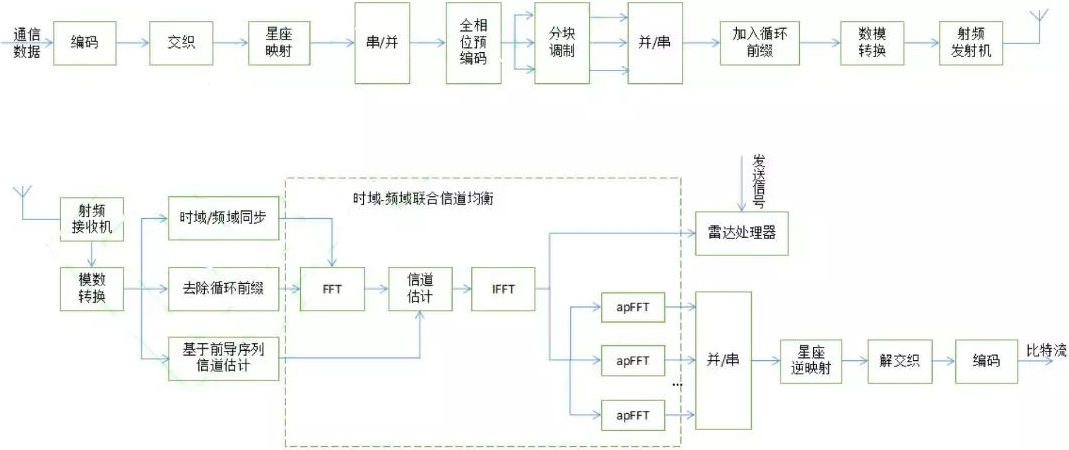 通信
数据
编码
交织
星座
映射
串/并
全相
位预
编码
分块
调制
并/串
加入循环
前缀
数模
转换
射频
发射机
发送信号
时域-频域联合信道均衡
射频
接收机
时域/频域同步
雷达处理器
模数
转换
去除循环前缀
FFT
信道
估计
IFFT
apFFT
基于前导序列
信道估计
apFFT
...
apFFT
并/串
星座
逆映射
解交织
编码
比特流